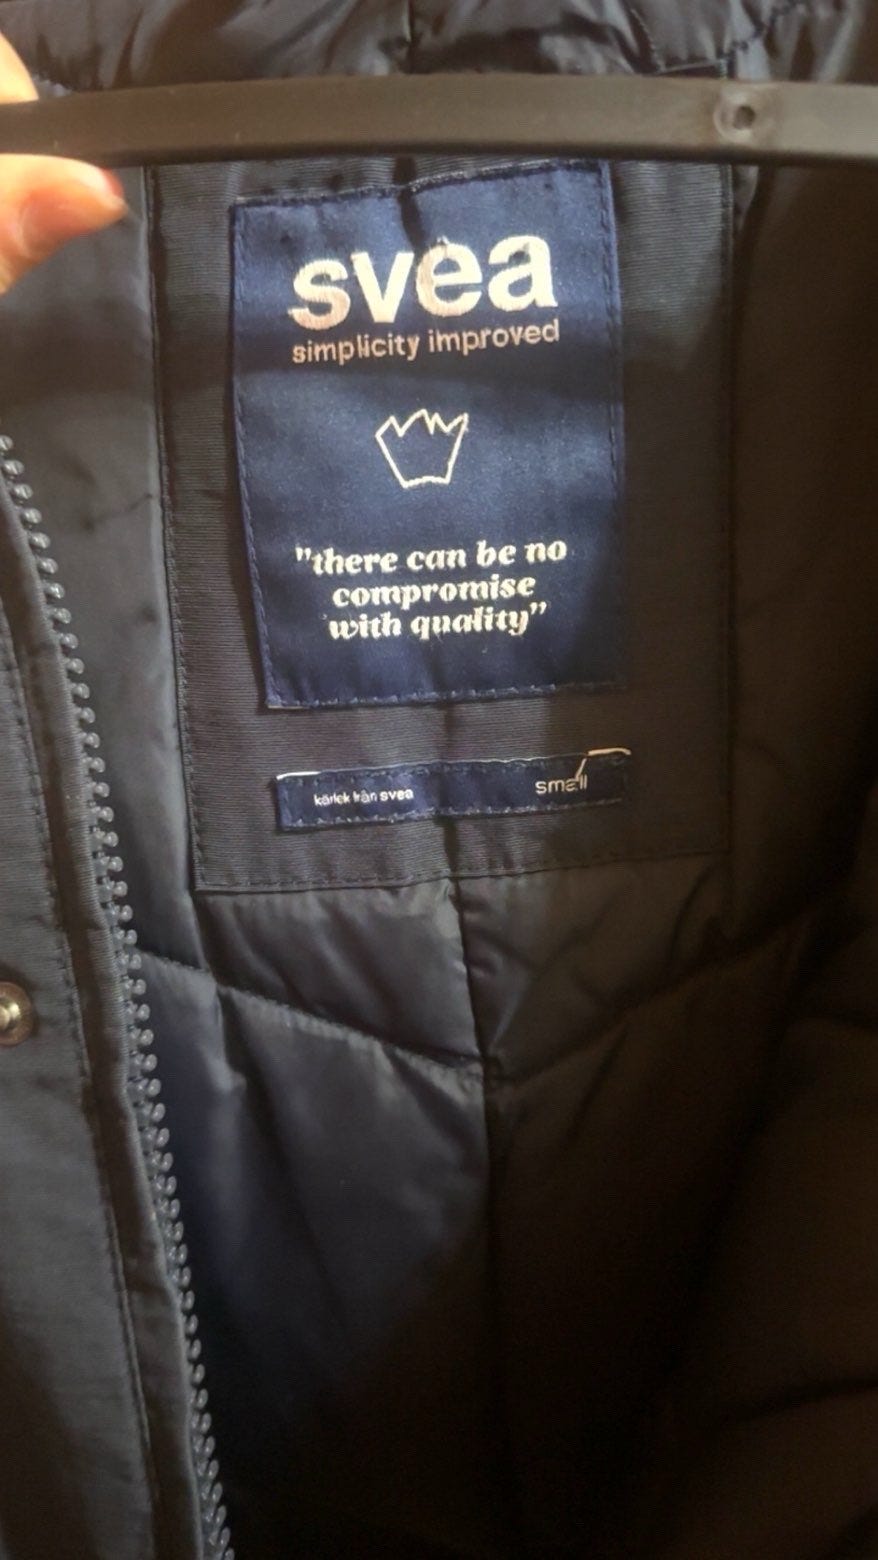 svea
simplicity improved
"there can be no
compromise
with quality"
kärlek från svea
small